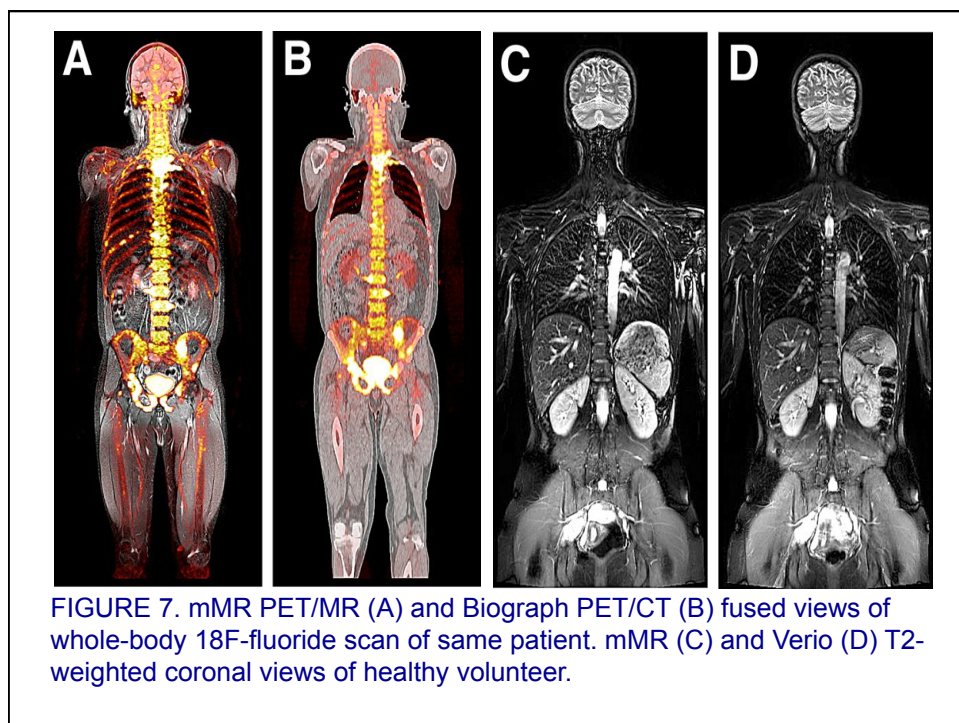 A B C D
FIGURE 7. mMR PET/MR (A) and Biograph PET/CT (B) fused views of
whole-body 18F-fluoride scan of same patient. mMR (C) and Verio (D) T2-
weighted coronal views of healthy volunteer.